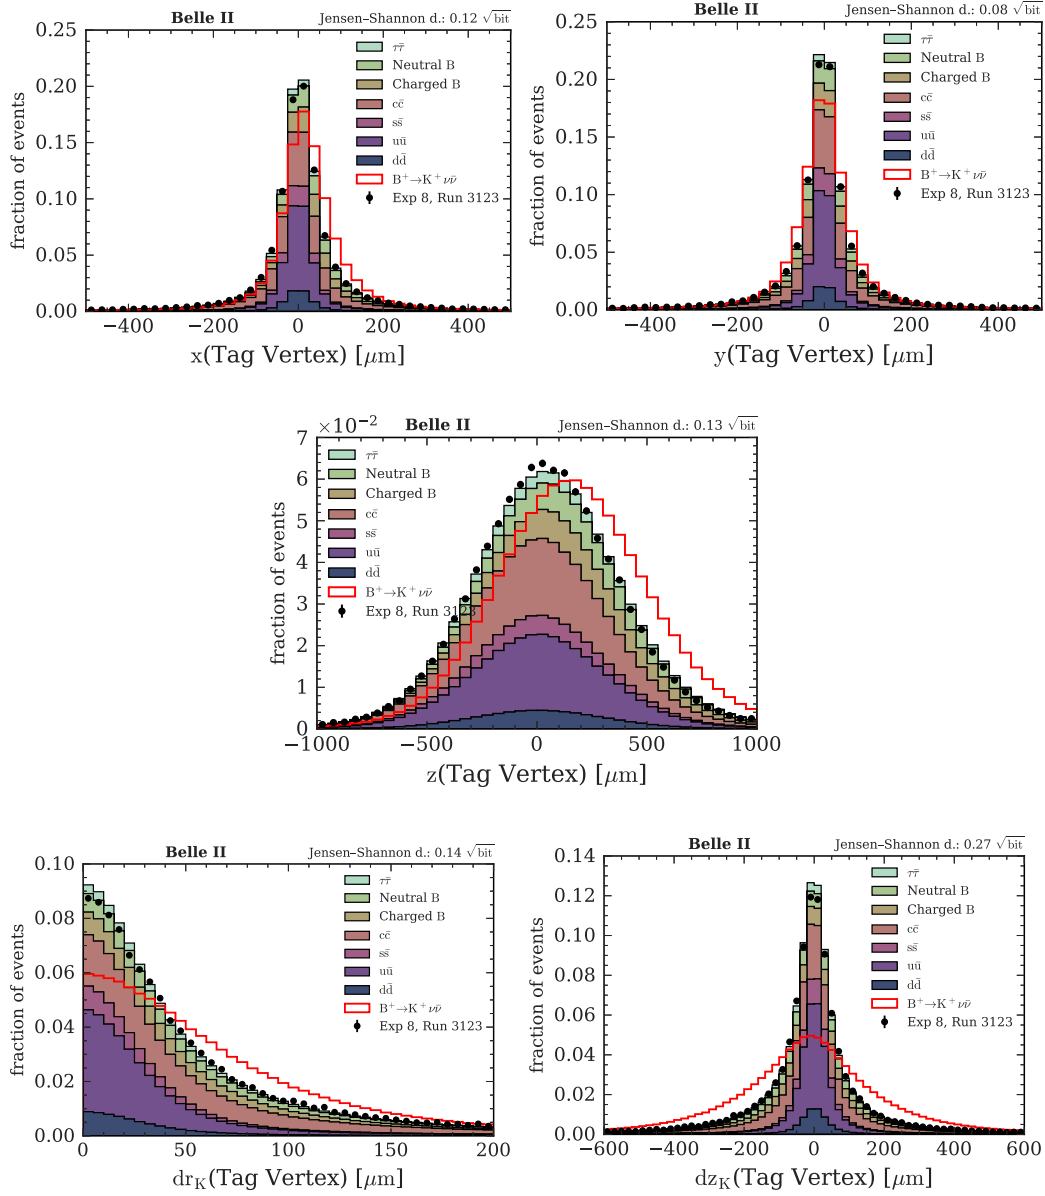 Belle II Jensen–Shannon d.: 0.12 √bit
0.25
0.20
0.15
0.10
0.05
0.00
fraction of events
ττ̄
Neutral B
Charged B
cc̄
ss̄
uū
dd̄
B⁺→K⁺νν̄
Exp 8, Run 3123
−400 −200 0 200 400
x(Tag Vertex) [μm]
Belle II Jensen–Shannon d.: 0.08 √bit
0.25
0.20
0.15
0.10
0.05
0.00
fraction of events
ττ̄
Neutral B
Charged B
cc̄
ss̄
uū
dd̄
B⁺→K⁺νν̄
Exp 8, Run 3123
−400 −200 0 200 400
y(Tag Vertex) [μm]
×10⁻² Belle II Jensen–Shannon d.: 0.13 √bit
7
6
5
4
3
2
1
0
fraction of events
ττ̄
Neutral B
Charged B
cc̄
ss̄
uū
dd̄
B⁺→K⁺νν̄
Exp 8, Run 3123
−1000 −500 0 500 1000
z(Tag Vertex) [μm]
Belle II Jensen–Shannon d.: 0.14 √bit
0.10
0.08
0.06
0.04
0.02
0.00
fraction of events
ττ̄
Neutral B
Charged B
cc̄
ss̄
uū
dd̄
B⁺→K⁺νν̄
Exp 8, Run 3123
0 50 100 150 200
dr_K(Tag Vertex) [μm]
Belle II Jensen–Shannon d.: 0.27 √bit
0.14
0.12
0.10
0.08
0.06
0.04
0.02
0.00
fraction of events
ττ̄
Neutral B
Charged B
cc̄
ss̄
uū
dd̄
B⁺→K⁺νν̄
Exp 8, Run 3123
−600 −400 −200 0 200 400 600
dz_K(Tag Vertex) [μm]